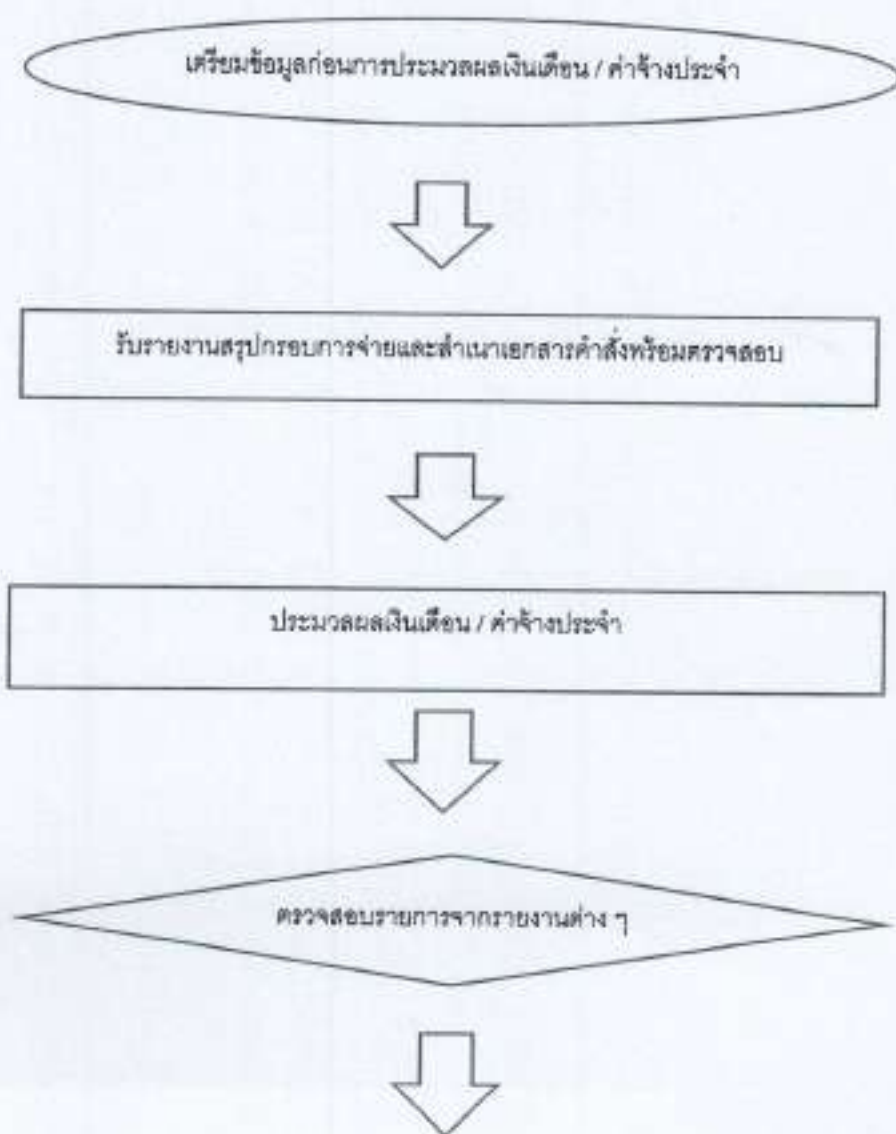 เตรียมข้อมูลก่อนการประมวลผลเงินเดือน / ค่าจ้างประจำ
รับรายงานสรุปกรอบการจ่ายและสำเนาเอกสารคำสั่งพร้อมตรวจสอบ
ประมวลผลเงินเดือน / ค่าจ้างประจำ
ตรวจสอบรายการจากรายงานต่าง ๆ